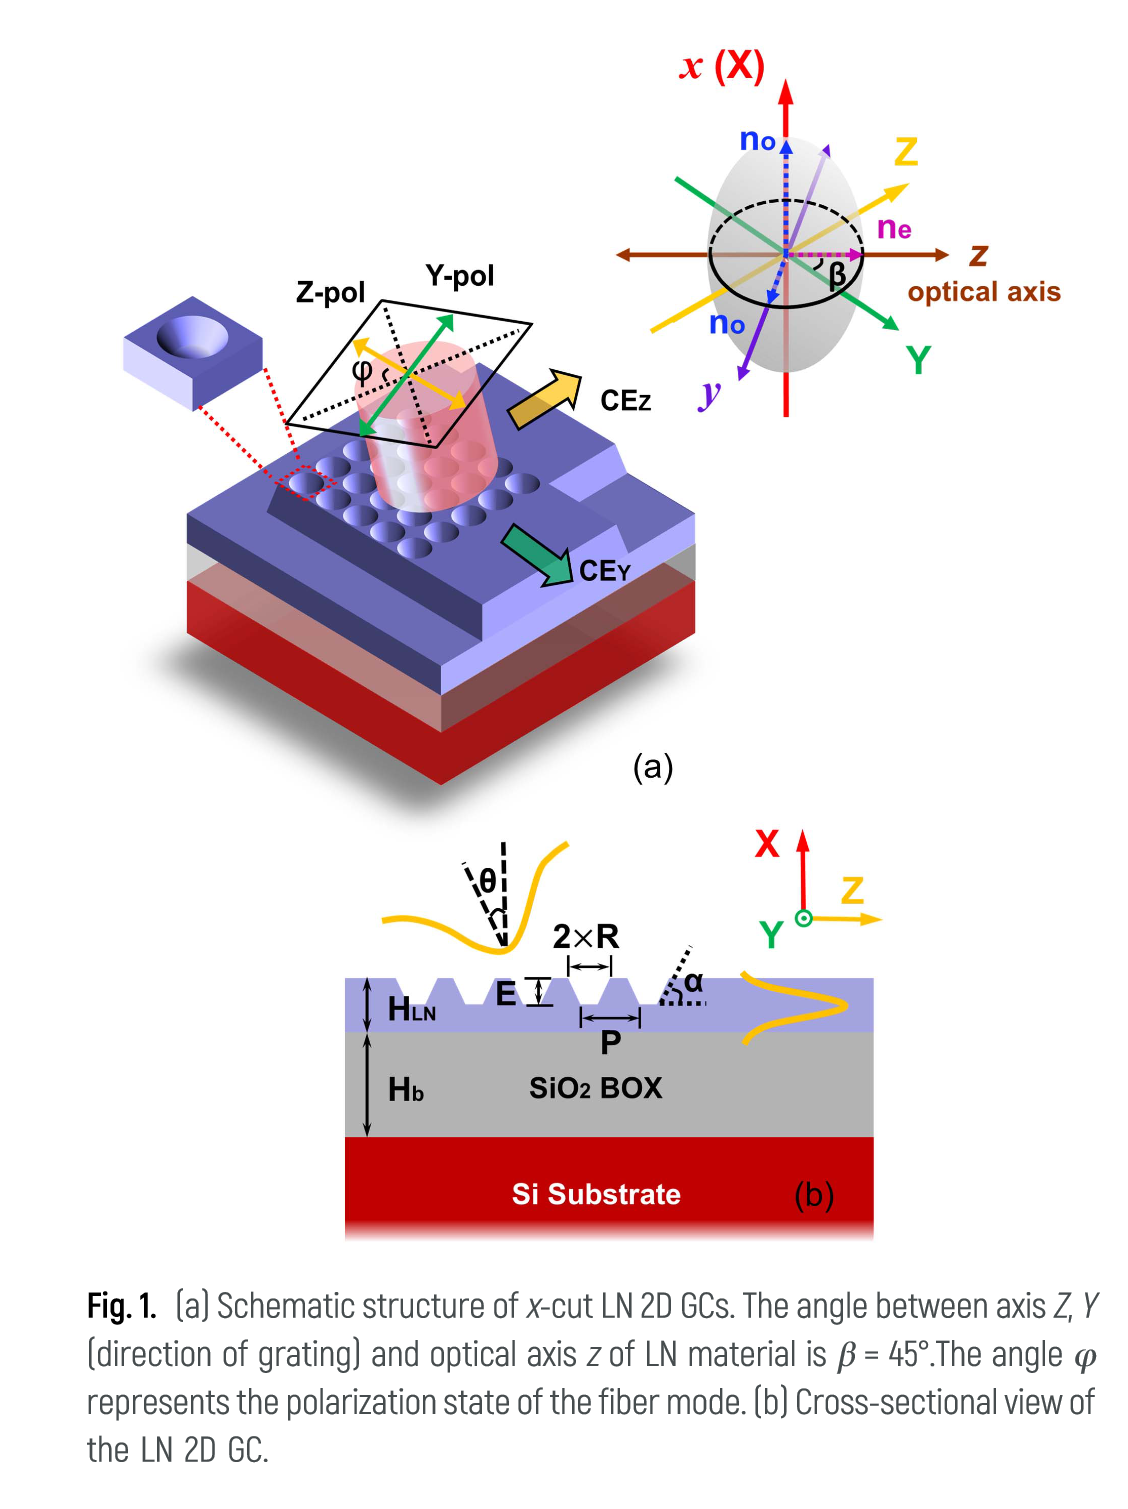 x (X)
no
Z
ne
z
β
optical axis
no
Y
y
Y-pol
Z-pol
φ
CEZ
CEY
(a)
X
Z
Y
θ
2×R
E
α
HLN
P
Hb
SiO2 BOX
Si Substrate
(b)
Fig. 1. (a) Schematic structure of x-cut LN 2D GCs. The angle between axis Z, Y
(direction of grating) and optical axis z of LN material is β = 45°.The angle φ
represents the polarization state of the fiber mode. (b) Cross-sectional view of
the LN 2D GC.